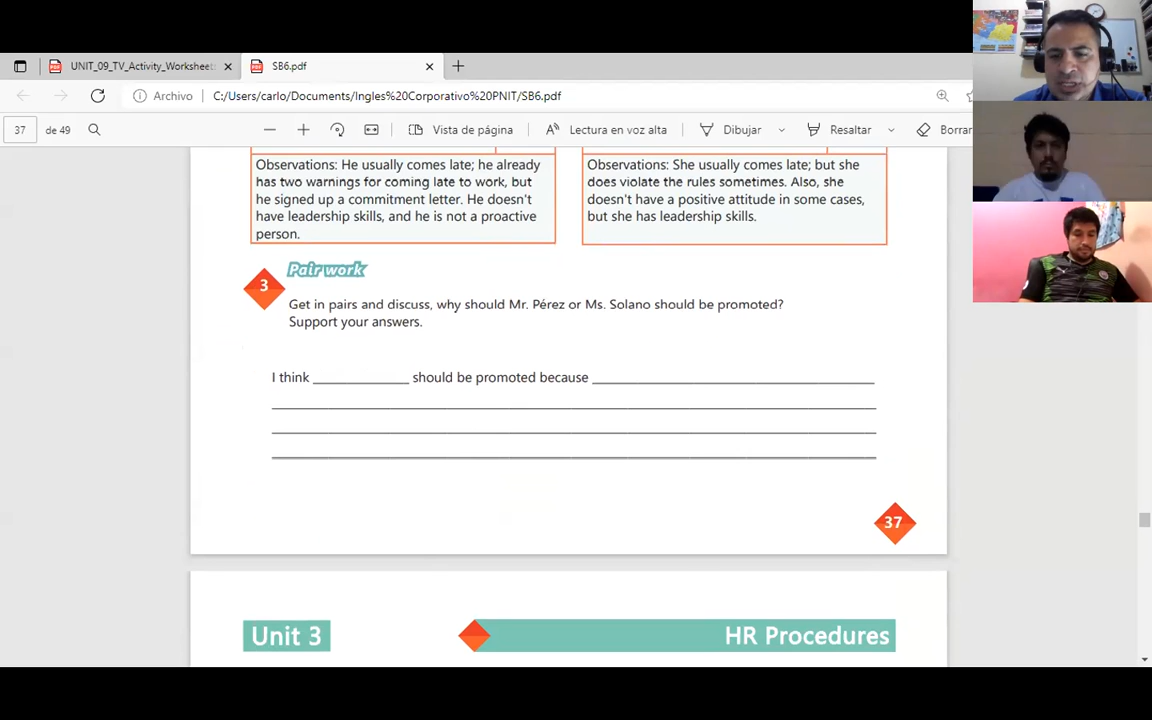 UNIT_09_TV_Activity_Worksheet:
SB6.pdf
Archivo
C:/Users/carlo/Documents/Ingles%20Corporativo%20PNIT/SB6.pdf
37
de 49
Vista de página
Lectura en voz alta
Dibujar
Resaltar
Borrar
Observations: He usually comes late; he already
has two warnings for coming late to work, but
he signed up a commitment letter. He doesn't
have leadership skills, and he is not a proactive
person.
Observations: She usually comes late; but she
does violate the rules sometimes. Also, she
doesn't have a positive attitude in some cases,
but she has leadership skills.
Pair work
3
Get in pairs and discuss, why should Mr. Pérez or Ms. Solano should be promoted?
Support your answers.
I think ____________ should be promoted because ____________
37
Unit 3
HR Procedures